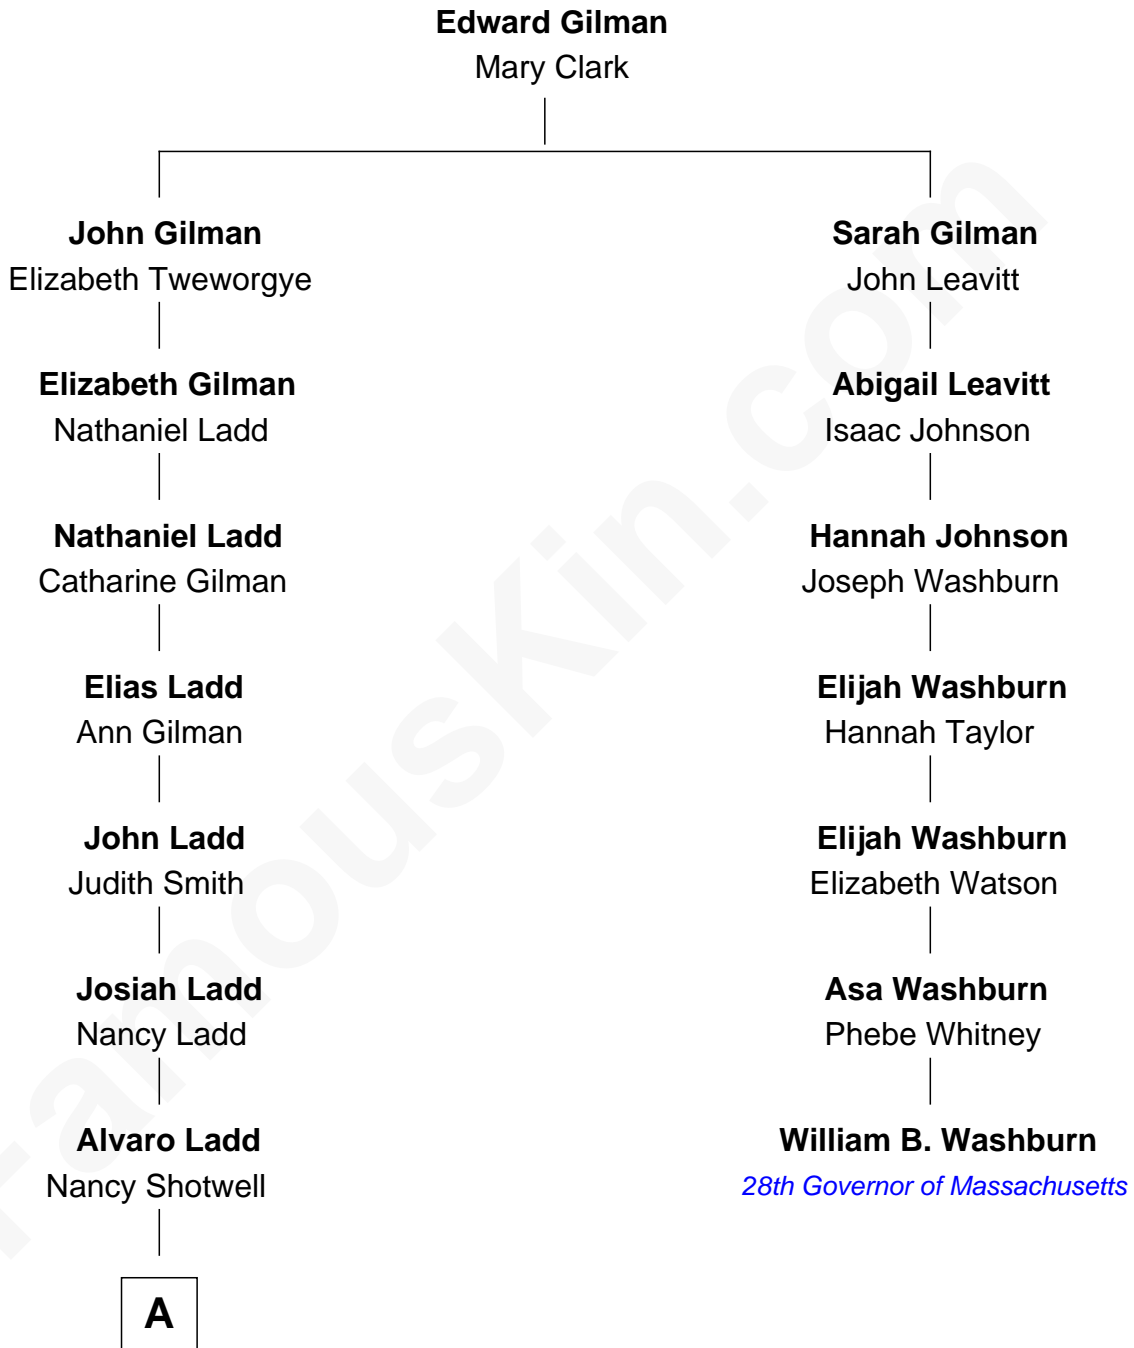 Edward Gilman
Mary Clark
John Gilman
Elizabeth Tweworgye
Sarah Gilman
John Leavitt
Elizabeth Gilman
Nathaniel Ladd
Abigail Leavitt
Isaac Johnson
Nathaniel Ladd
Catharine Gilman
Hannah Johnson
Joseph Washburn
Elias Ladd
Ann Gilman
Elijah Washburn
Hannah Taylor
John Ladd
Judith Smith
Elijah Washburn
Elizabeth Watson
Josiah Ladd
Nancy Ladd
Asa Washburn
Phebe Whitney
Alvaro Ladd
Nancy Shotwell
William B. Washburn
28th Governor of Massachusetts
A
FamousKin.com